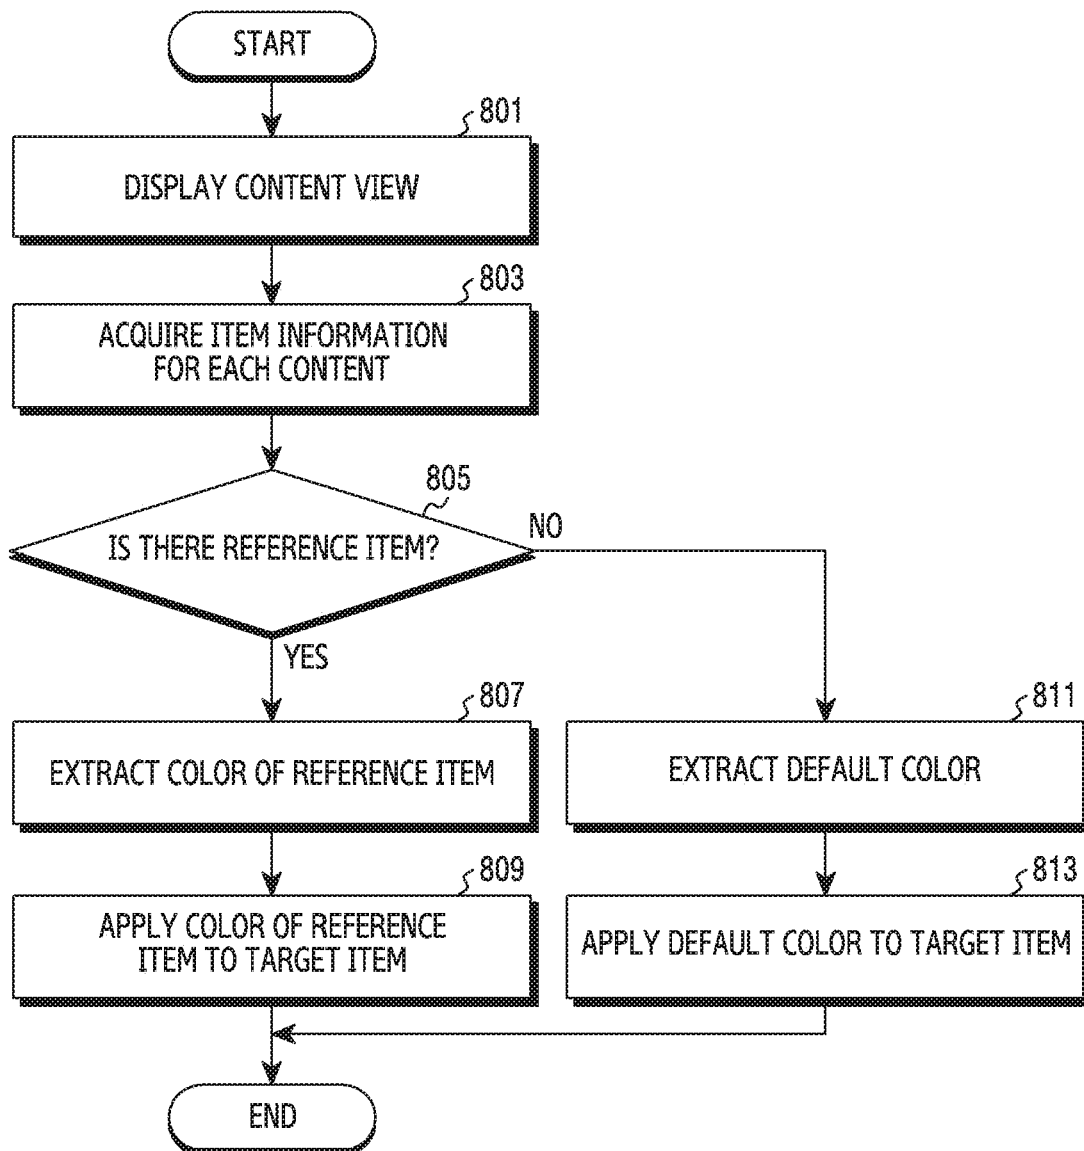 START
801
DISPLAY CONTENT VIEW
803
ACQUIRE ITEM INFORMATION
FOR EACH CONTENT
805
IS THERE REFERENCE ITEM?
NO
YES
807
EXTRACT COLOR OF REFERENCE ITEM
811
EXTRACT DEFAULT COLOR
809
APPLY COLOR OF REFERENCE
ITEM TO TARGET ITEM
813
APPLY DEFAULT COLOR TO TARGET ITEM
END